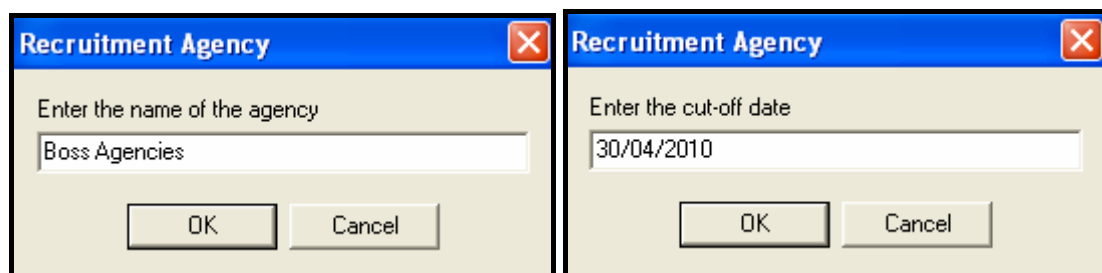 Recruitment Agency
Enter the name of the agency
Boss Agencies
OK Cancel
Recruitment Agency
Enter the cut-off date
30/04/2010
OK Cancel